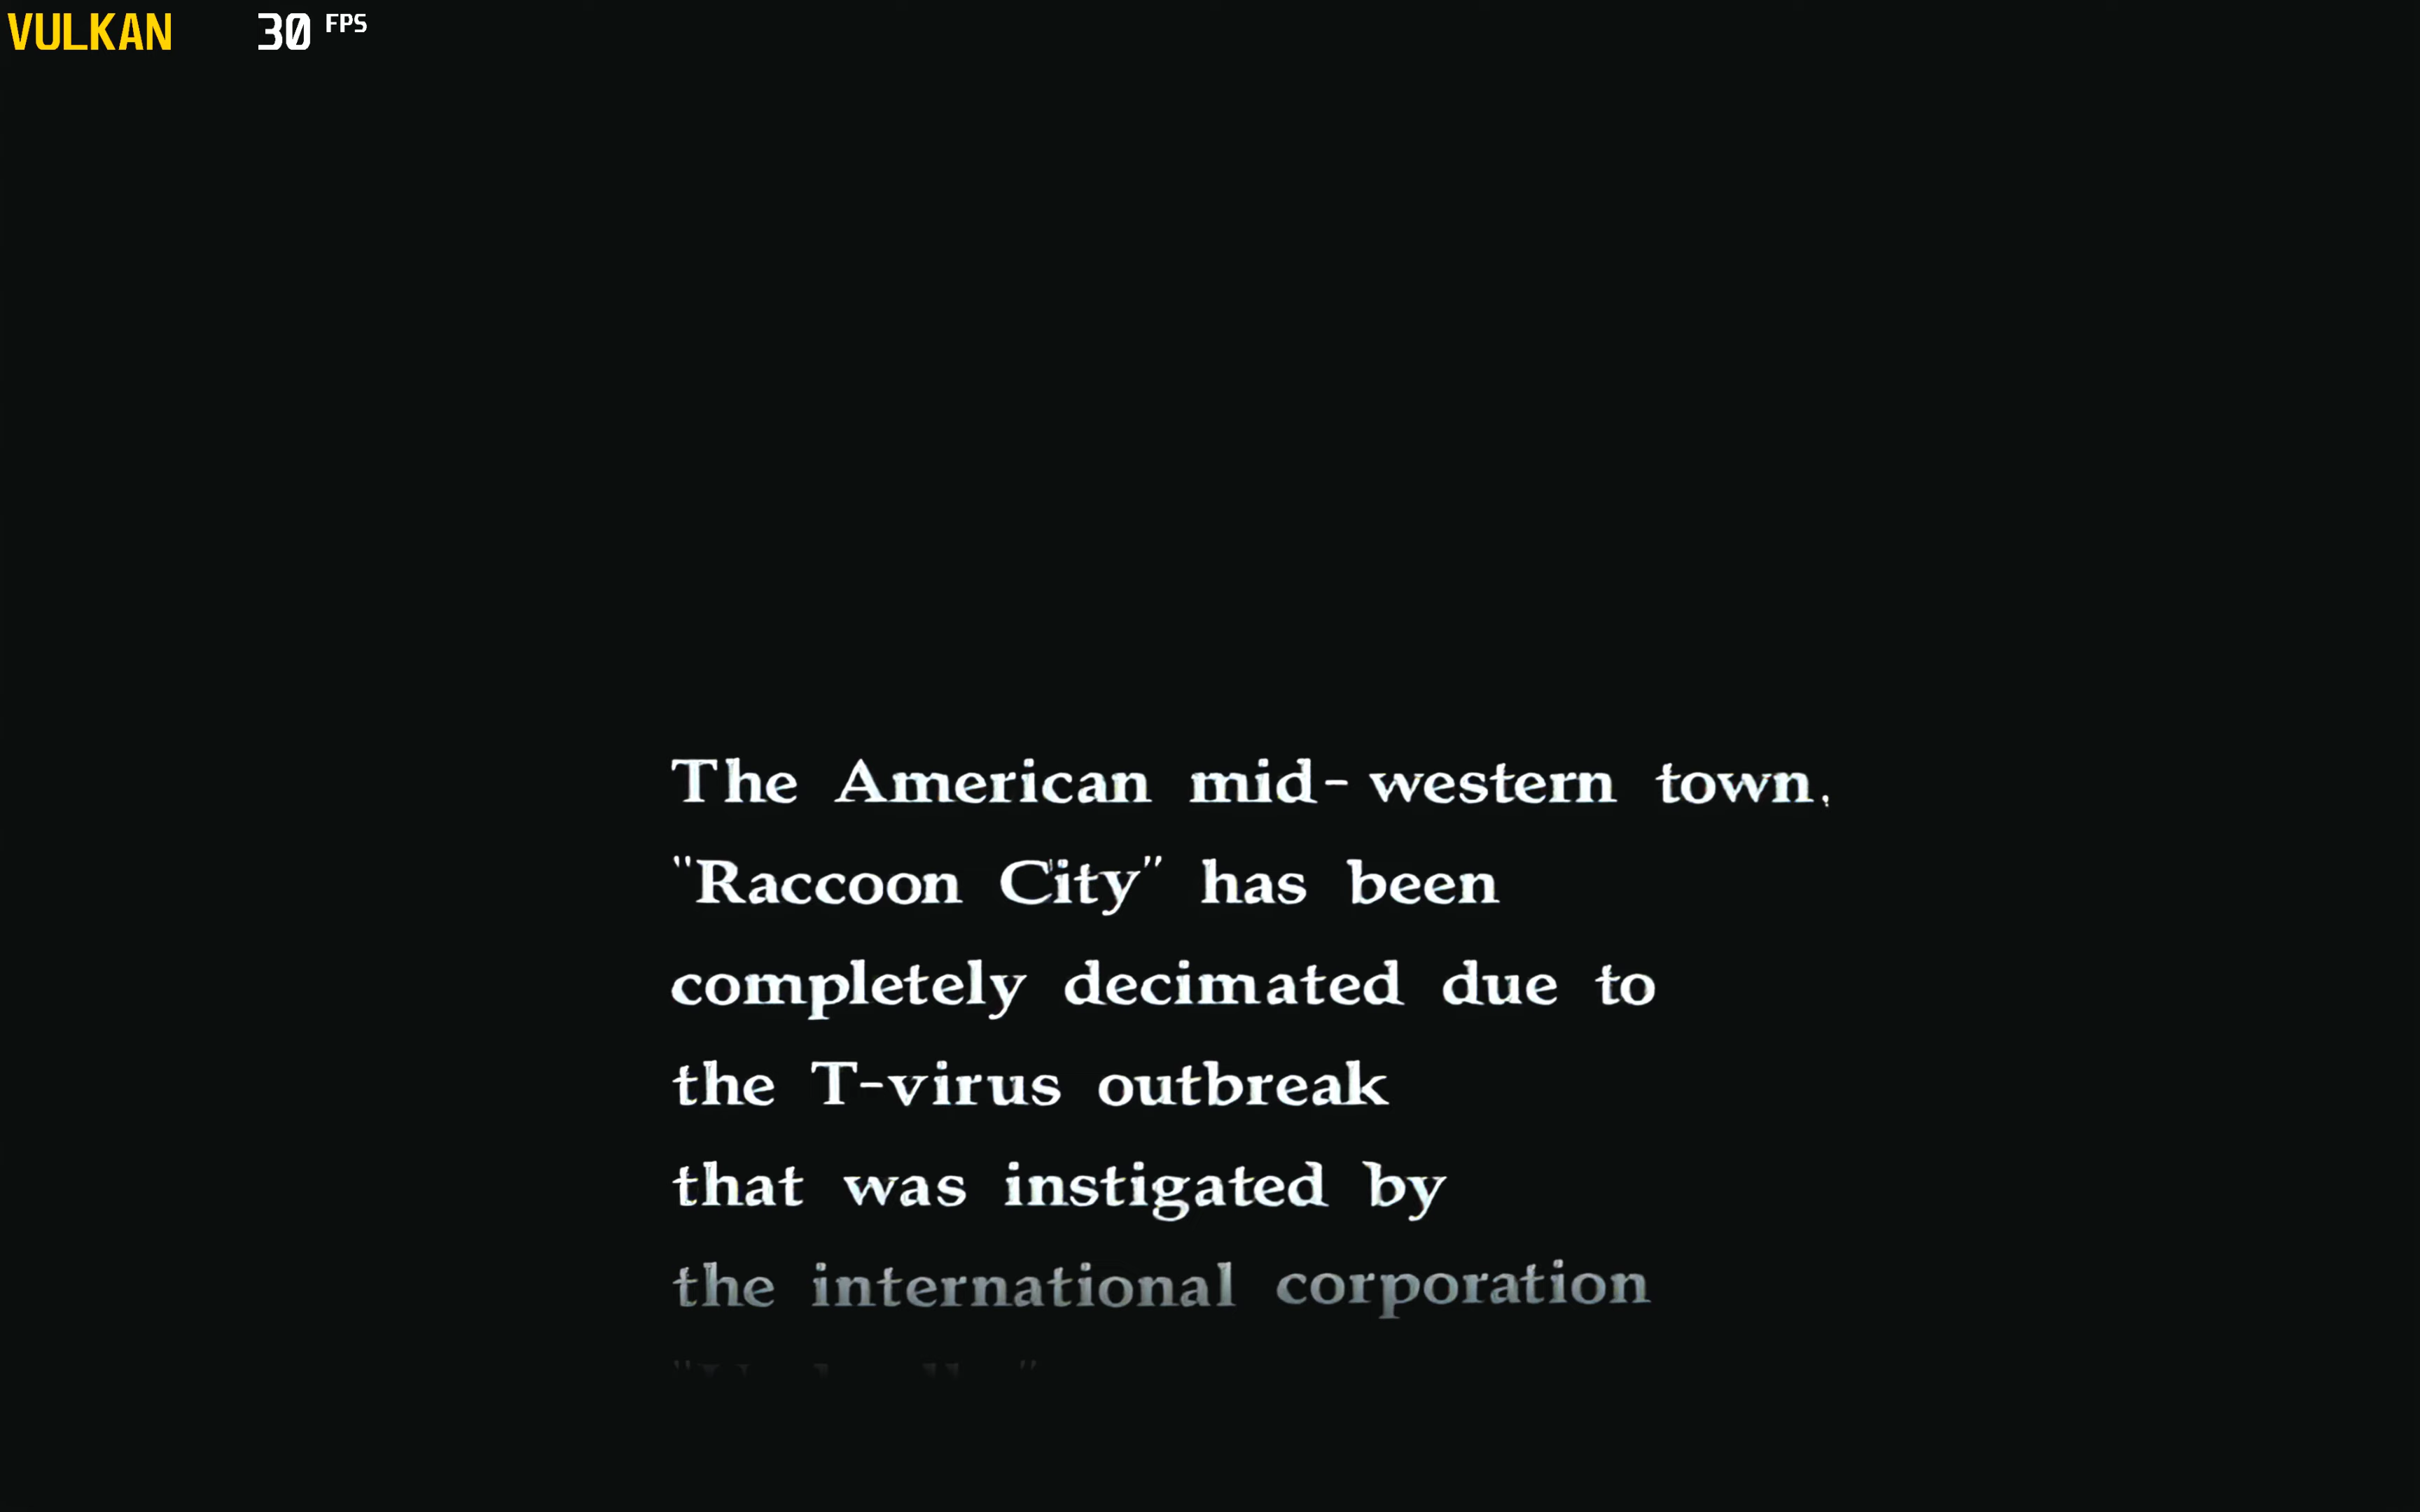 VULKAN 30 FPS
The American mid-western town,
"Raccoon City" has been
completely decimated due to
the T-virus outbreak
that was instigated by
the international corporation